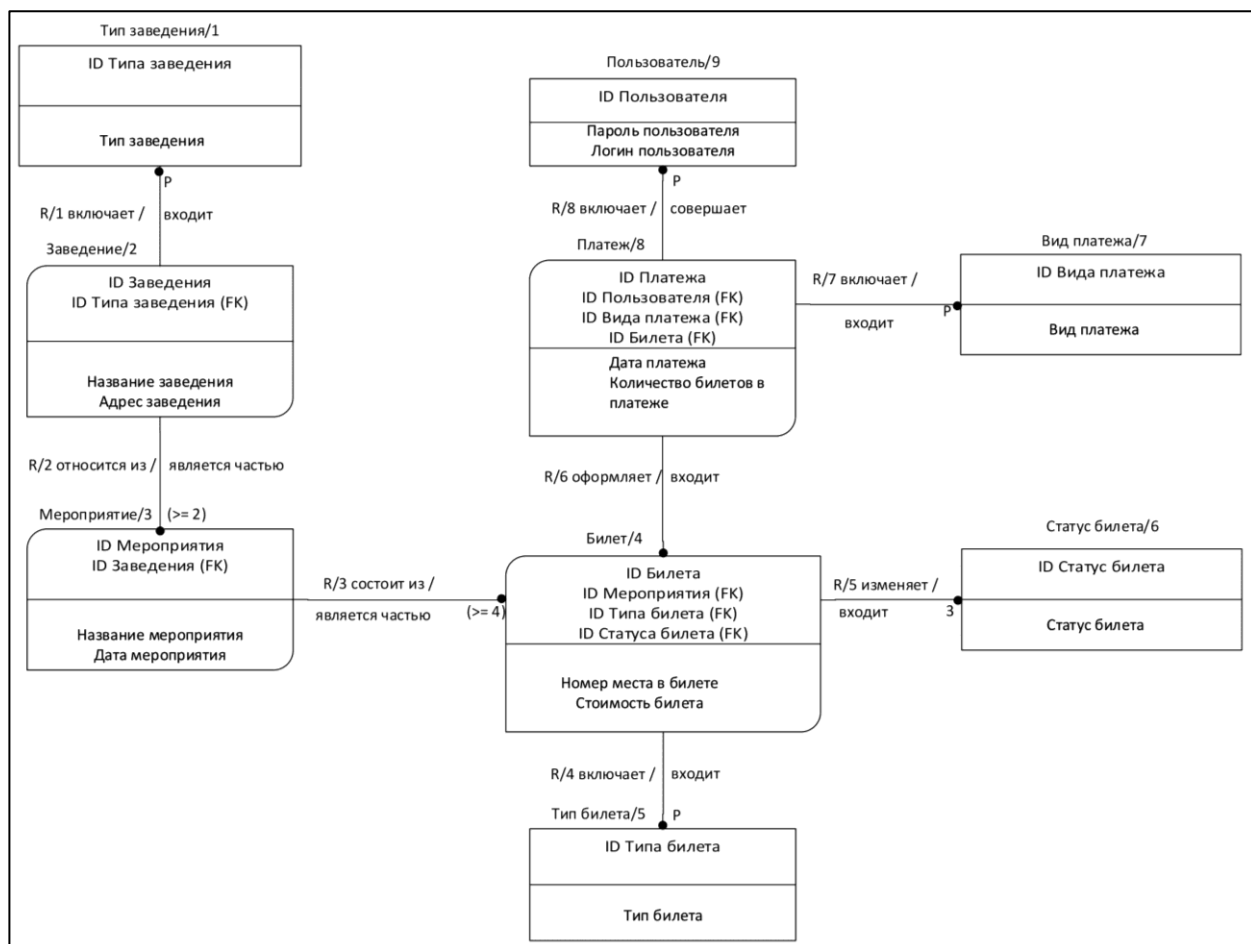 Тип заведения/1
ID Типа заведения
Тип заведения
P
R/1 включает / входит
Заведение/2
ID Заведения
ID Типа заведения (FK)
Название заведения
Адрес заведения
R/2 относится из / является частью
Мероприятие/3 (>= 2)
ID Мероприятия
ID Заведения (FK)
Название мероприятия
Дата мероприятия
R/3 состоит из /
является частью (>= 4)
Пользователь/9
ID Пользователя
Пароль пользователя
Логин пользователя
P
R/8 включает / совершает
Платеж/8
ID Платежа
ID Пользователя (FK)
ID Вида платежа (FK)
ID Билета (FK)
Дата платежа
Количество билетов в
платеже
R/7 включает /
входит P
Вид платежа/7
ID Вида платежа
Вид платежа
R/6 оформляет / входит
Билет/4
ID Билета
ID Мероприятия (FK)
ID Типа билета (FK)
ID Статуса билета (FK)
Номер места в билете
Стоимость билета
R/5 изменяет /
входит 3
Статус билета/6
ID Статус билета
Статус билета
R/4 включает / входит
Тип билета/5 P
ID Типа билета
Тип билета